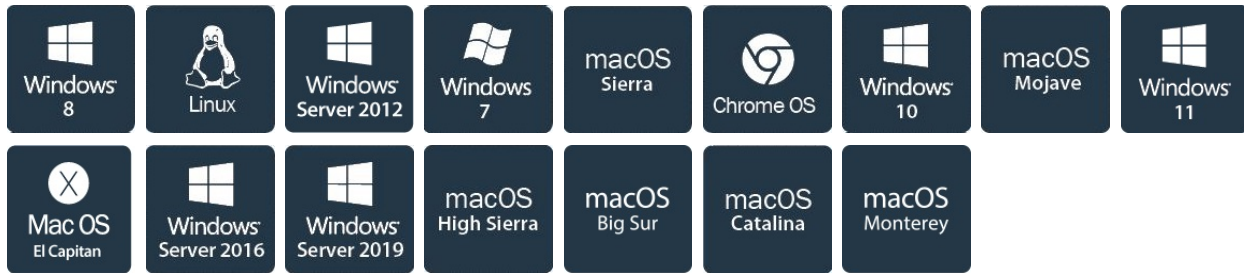 Windows
8
Linux
Windows
Server 2012
Windows
7
macOS
Sierra
Chrome OS
Windows
10
macOS
Mojave
Windows
11
X
Mac OS
El Capitan
Windows
Server 2016
Windows
Server 2019
macOS
High Sierra
macOS
Big Sur
macOS
Catalina
macOS
Monterey